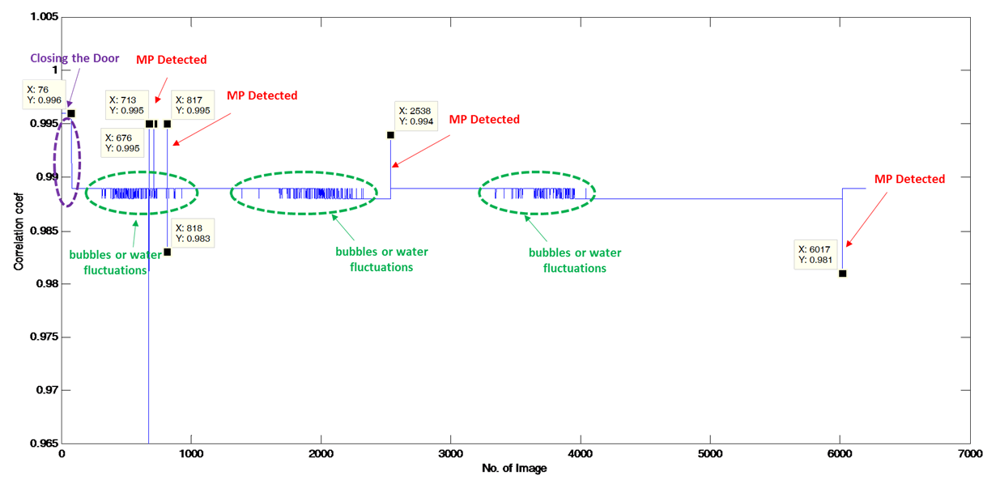 1.005
Closing the Door
MP Detected
1
X: 76
Y: 0.996
X: 713
Y: 0.995
X: 817
Y: 0.995
MP Detected
X: 2538
Y: 0.994
MP Detected
0.995
X: 676
Y: 0.995
0.99
MP Detected
Correlation coef
0.985
X: 818
Y: 0.983
bubbles or water
fluctuations
bubbles or water
fluctuations
bubbles or water
fluctuations
X: 6017
Y: 0.981
0.98
0.975
0.97
0.965
0 1000 2000 3000 4000 5000 6000 7000
No. of Image